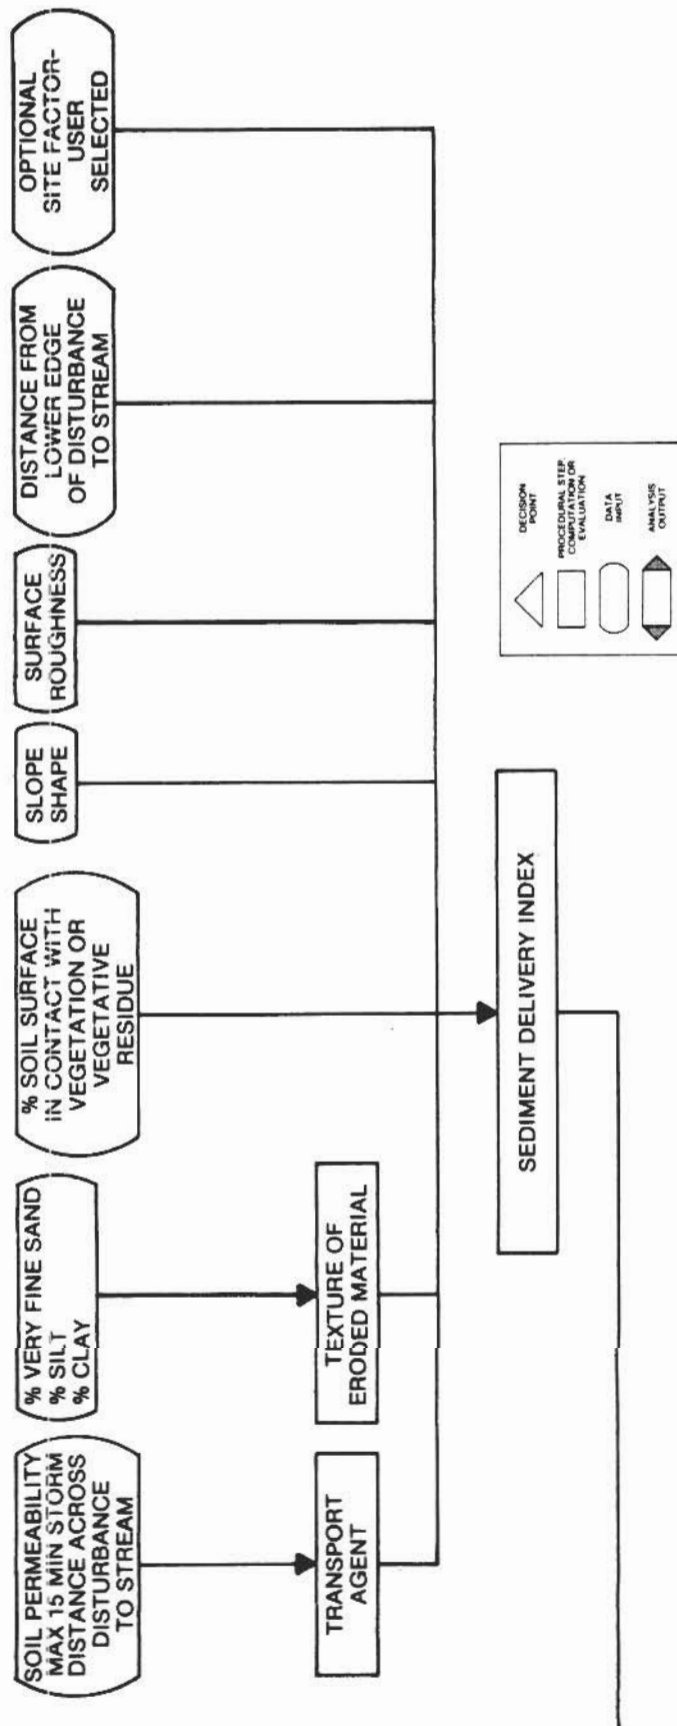 SOIL PERMEABILITY
MAX 15 MIN STORM
DISTANCE ACROSS
DISTURBANCE
TO STREAM
% VERY FINE SAND
% SILT
% CLAY
% SOIL SURFACE
IN CONTACT WITH
VEGETATION OR
VEGETATIVE
RESIDUE
SLOPE
SHAPE
SURFACE
ROUGHNESS
DISTANCE FROM
LOWER EDGE
OF DISTURBANCE
TO STREAM
OPTIONAL
SITE FACTOR-
USER
SELECTED
TRANSPORT
AGENT
TEXTURE OF
ERODED MATERIAL
SEDIMENT DELIVERY INDEX
DECISION
POINT
PROCEDURAL STEP,
COMPUTATION OR
EVALUATION
DATA
INPUT
ANALYSIS
OUTPUT